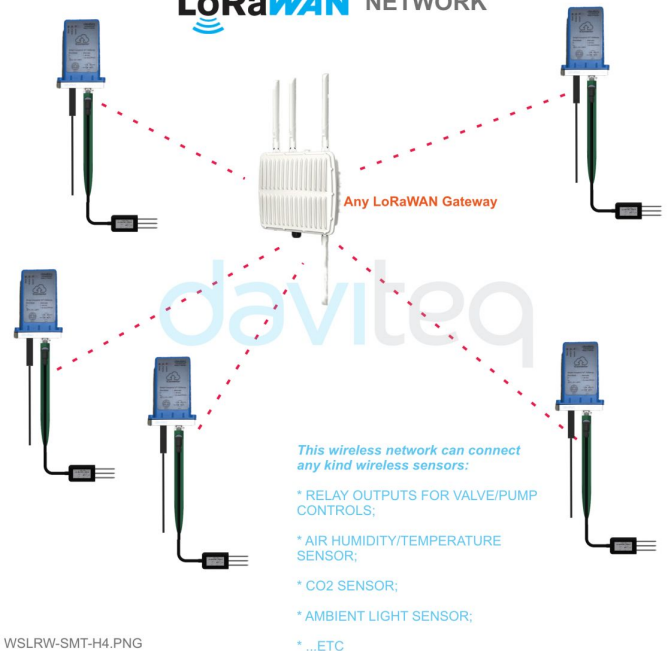 LoRaWAN NETWORK
Any LoRaWAN Gateway
daviteq
This wireless network can connect
any kind wireless sensors:
* RELAY OUTPUTS FOR VALVE/PUMP
CONTROLS;
* AIR HUMIDITY/TEMPERATURE
SENSOR;
* CO2 SENSOR;
* AMBIENT LIGHT SENSOR;
* ...ETC
WSLRW-SMT-H4.PNG